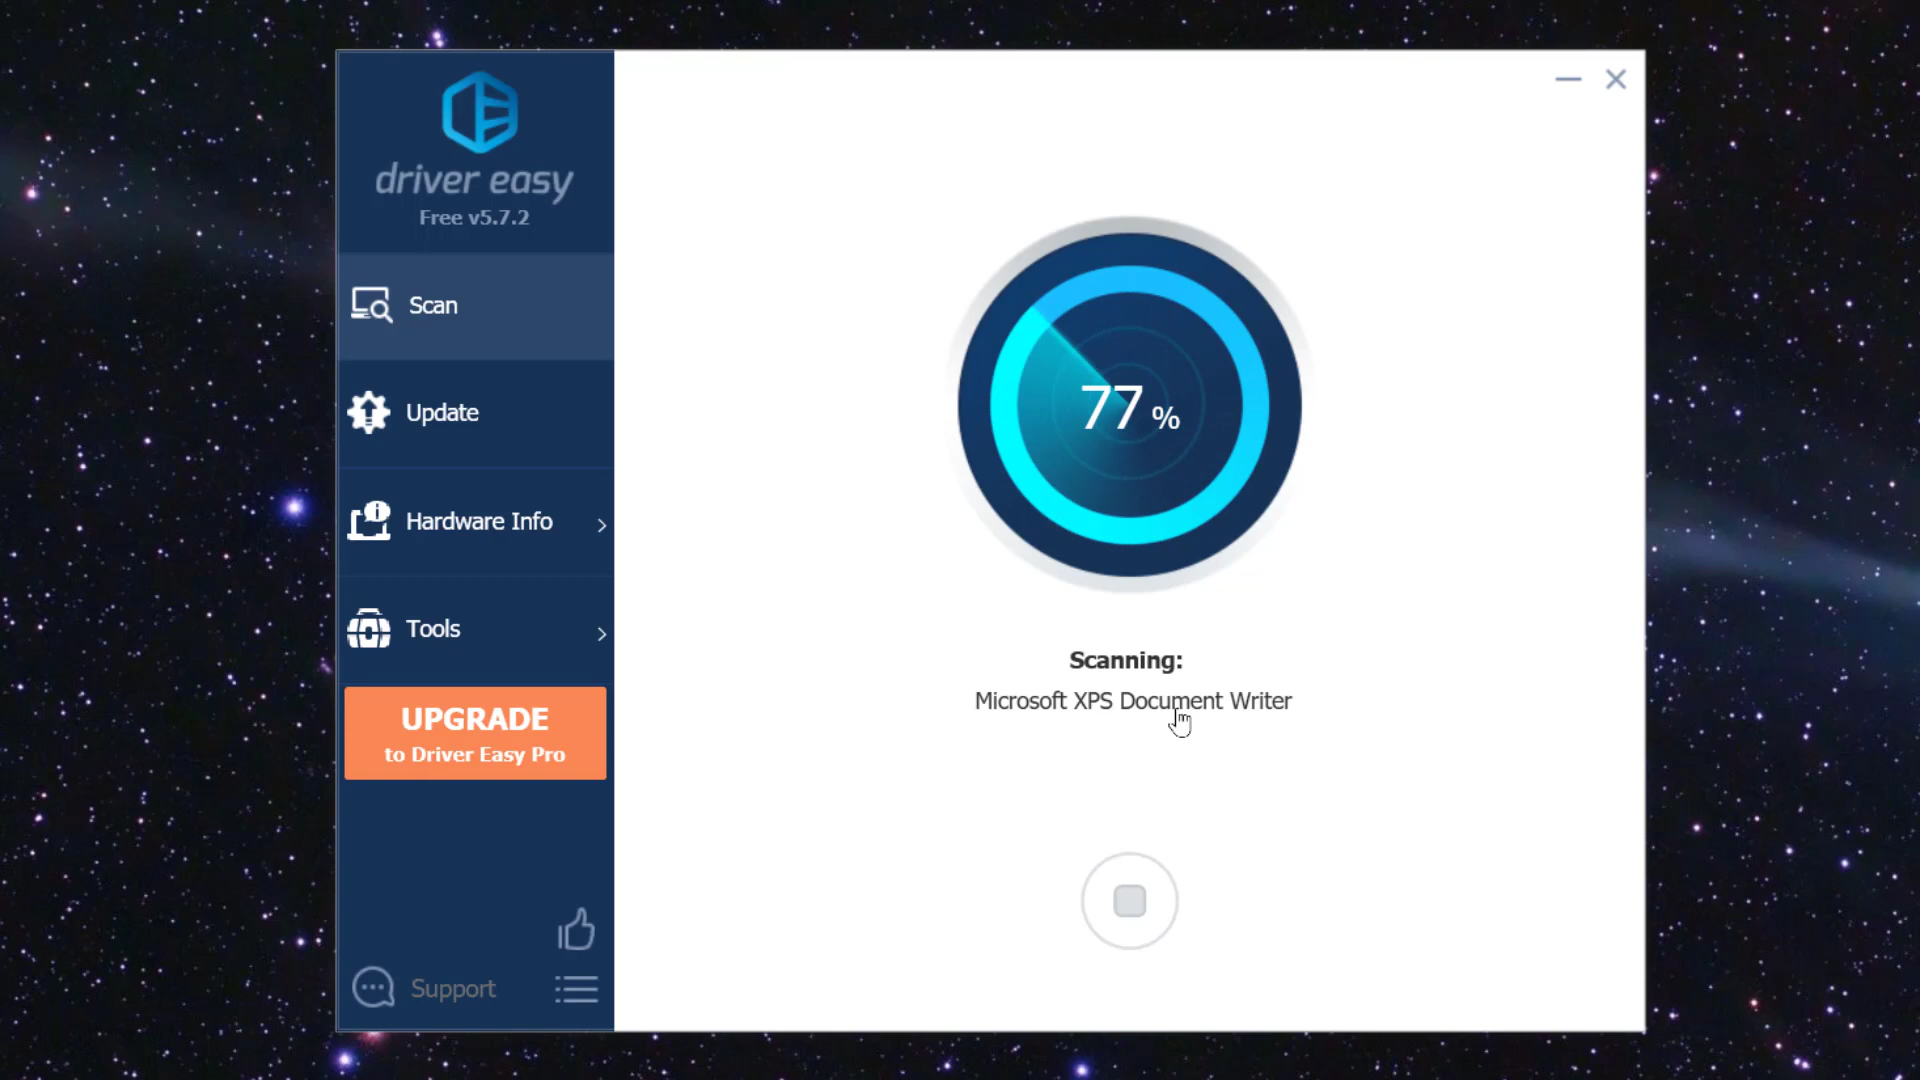 driver easy
Free v5.7.2
Scan
Update
Hardware Info
Tools
UPGRADE
to Driver Easy Pro
Support
77 %
Scanning:
Microsoft XPS Document Writer